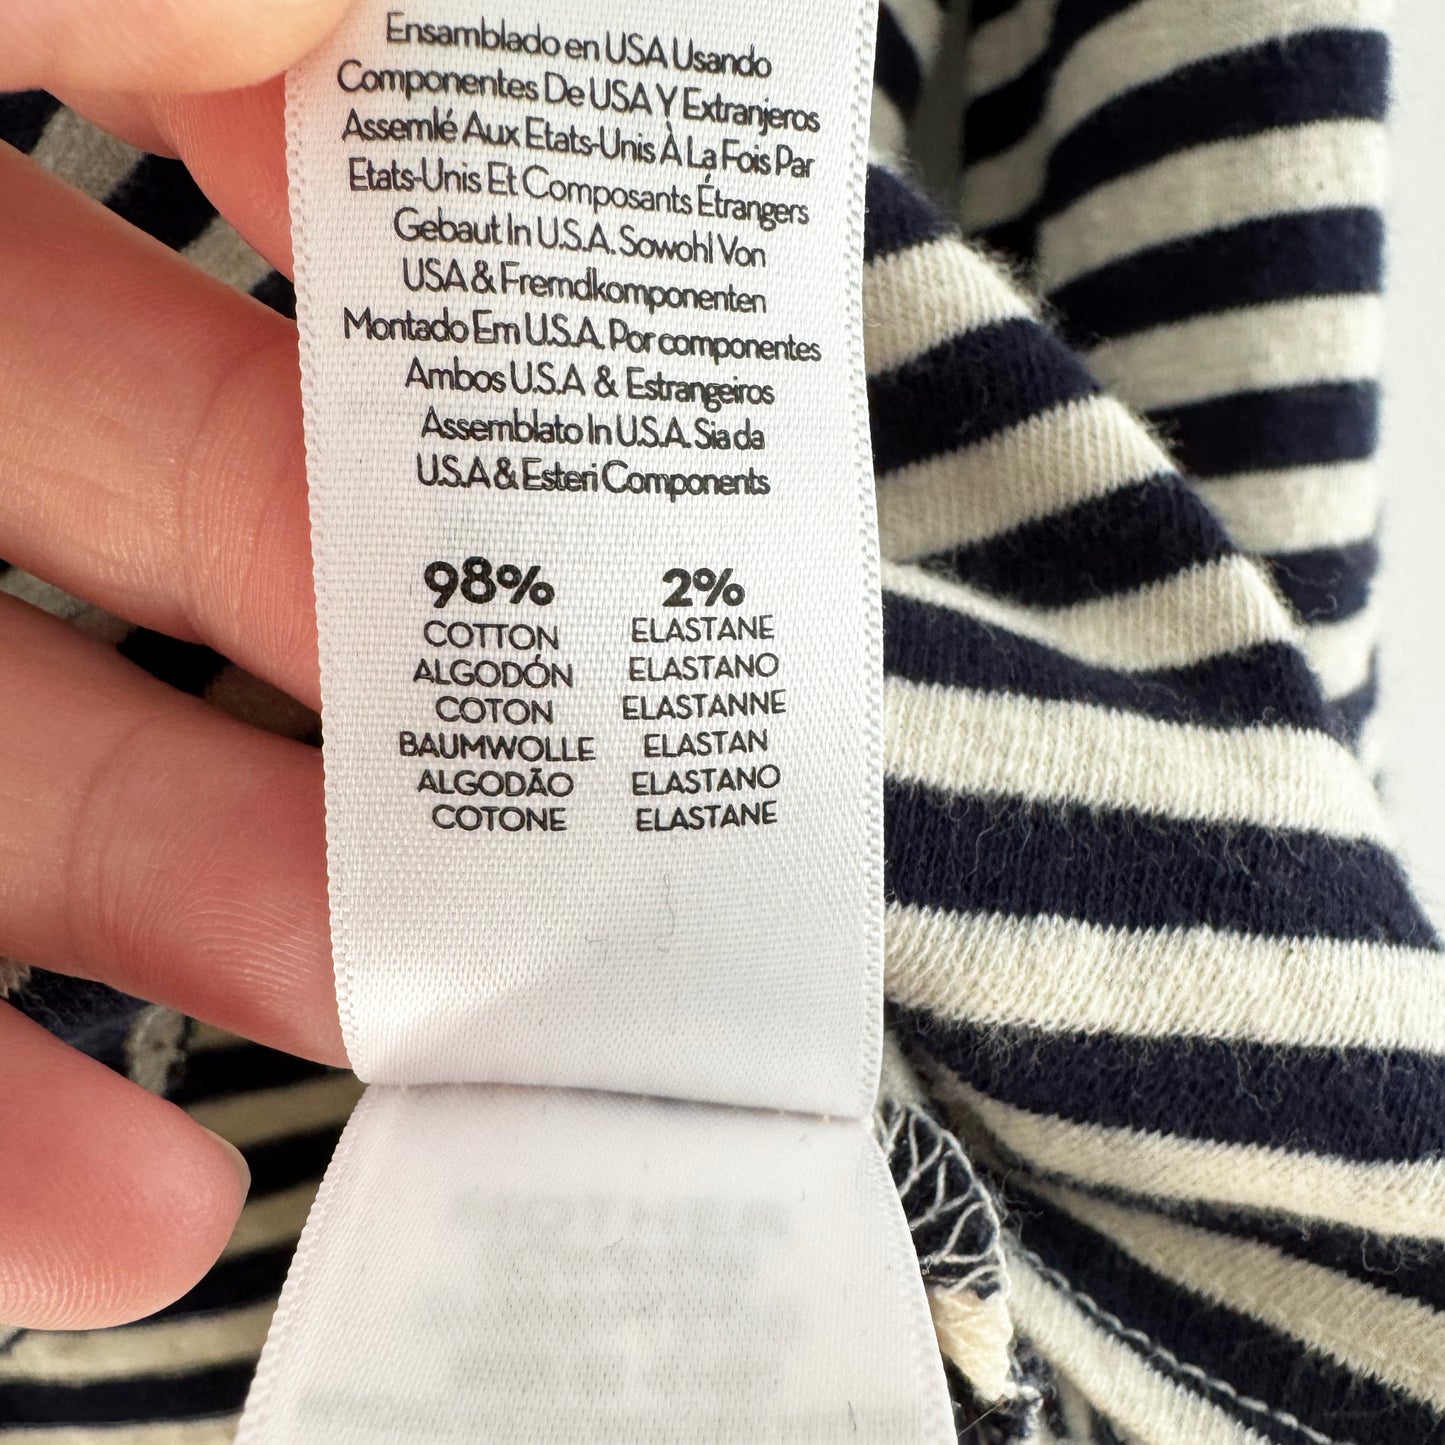 Ensamblado en USA Usando
Componentes De USA Y Extranjeros
Assemlé Aux Etats-Unis À La Fois Par
Etats-Unis Et Composants Étrangers
Gebaut In U.S.A. Sowohl Von
USA & Fremdkomponenten
Montado Em U.S.A. Por componentes
Ambos U.S.A & Estrangeiros
Assemblato In U.S.A. Sia da
U.S.A & Esteri Components
98% 2%
COTTON ELASTANE
ALGODÓN ELASTANO
COTON ELASTANNE
BAUMWOLLE ELASTAN
ALGODÃO ELASTANO
COTONE ELASTANE